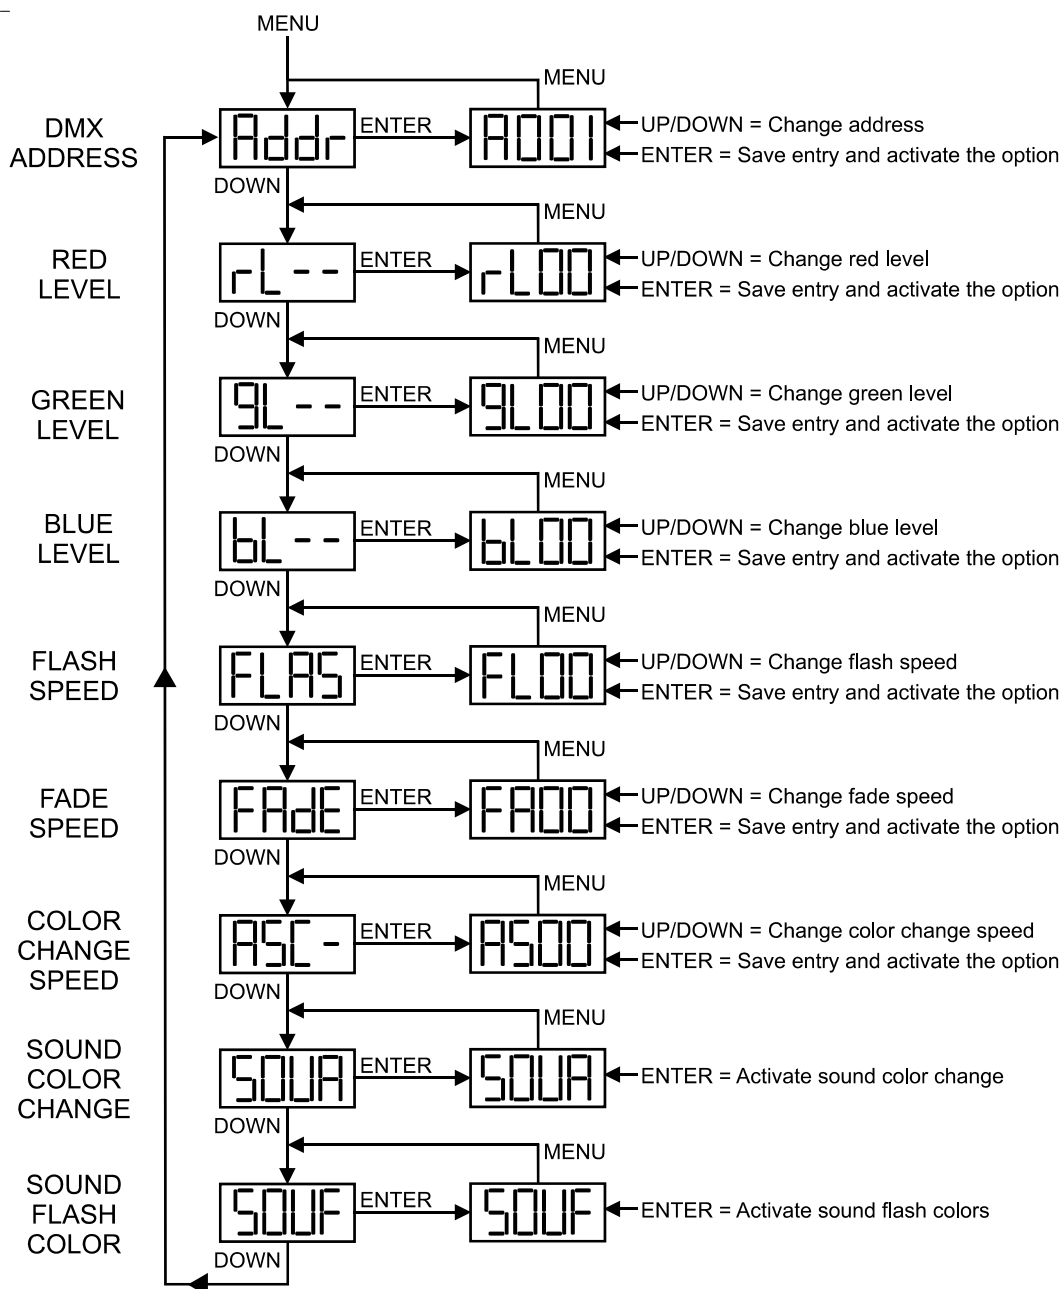 MENU
MENU
DMX
ADDRESS
Addr
ENTER
A001
UP/DOWN = Change address
ENTER = Save entry and activate the option
DOWN
MENU
RED
LEVEL
rL--
ENTER
rL00
UP/DOWN = Change red level
ENTER = Save entry and activate the option
DOWN
MENU
GREEN
LEVEL
gL--
ENTER
gL00
UP/DOWN = Change green level
ENTER = Save entry and activate the option
DOWN
MENU
BLUE
LEVEL
bL--
ENTER
bL00
UP/DOWN = Change blue level
ENTER = Save entry and activate the option
DOWN
MENU
FLASH
SPEED
FLAS
ENTER
FL00
UP/DOWN = Change flash speed
ENTER = Save entry and activate the option
DOWN
MENU
FADE
SPEED
FAdE
ENTER
FA00
UP/DOWN = Change fade speed
ENTER = Save entry and activate the option
DOWN
MENU
COLOR
CHANGE
SPEED
ASC-
ENTER
AS00
UP/DOWN = Change color change speed
ENTER = Save entry and activate the option
DOWN
MENU
SOUND
COLOR
CHANGE
SOUA
ENTER
SOUA
ENTER = Activate sound color change
DOWN
MENU
SOUND
FLASH
COLOR
SOUF
ENTER
SOUF
ENTER = Activate sound flash colors
DOWN